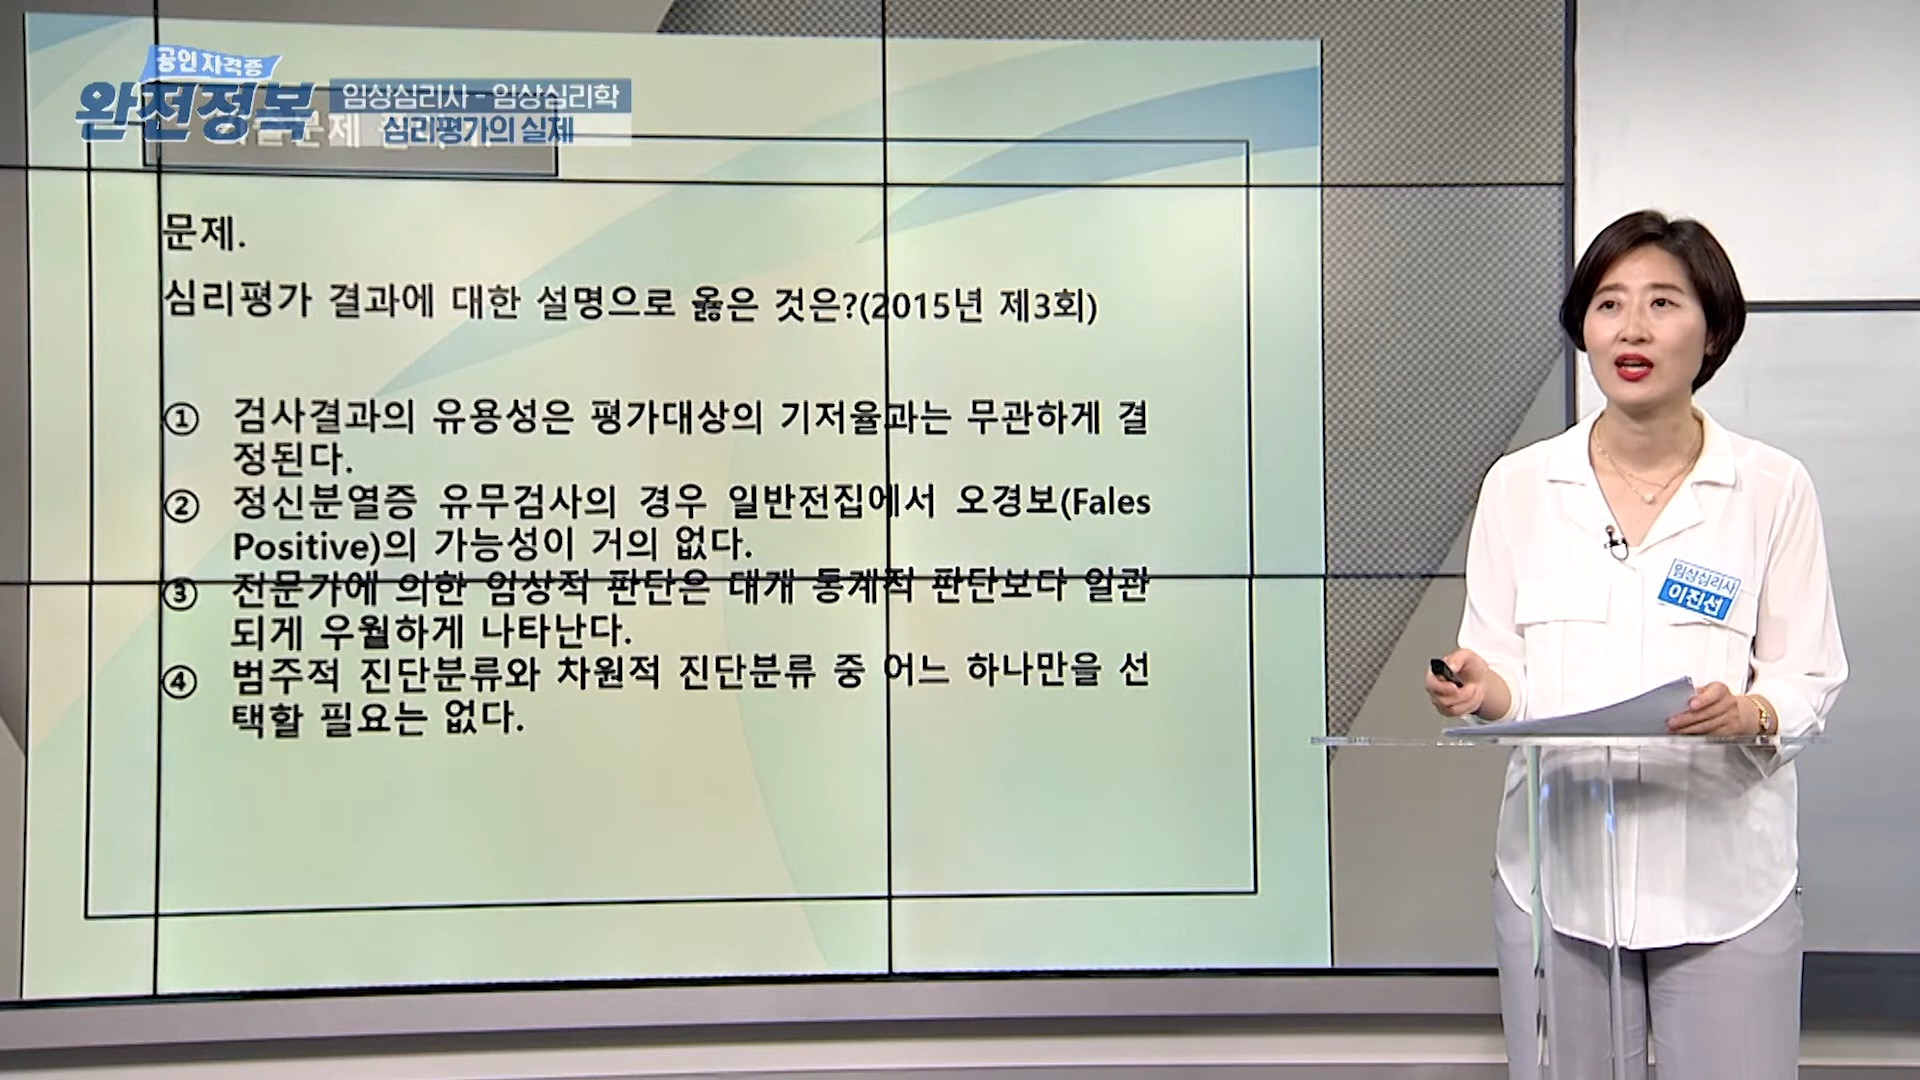 공인 자격증
완전정복
임상심리사 - 임상심리학
심리평가의 실제
문제.
심리평가 결과에 대한 설명으로 옳은 것은?(2015년 제3회)
① 검사결과의 유용성은 평가대상의 기저율과는 무관하게 결
정된다.
② 정신분열증 유무검사의 경우 일반전집에서 오경보(Fales
Positive)의 가능성이 거의 없다.
③ 전문가에 의한 임상적 판단은 대개 통계적 판단보다 일관
되게 우월하게 나타난다.
④ 범주적 진단분류와 차원적 진단분류 중 어느 하나만을 선
택할 필요는 없다.
임상심리사
이진선